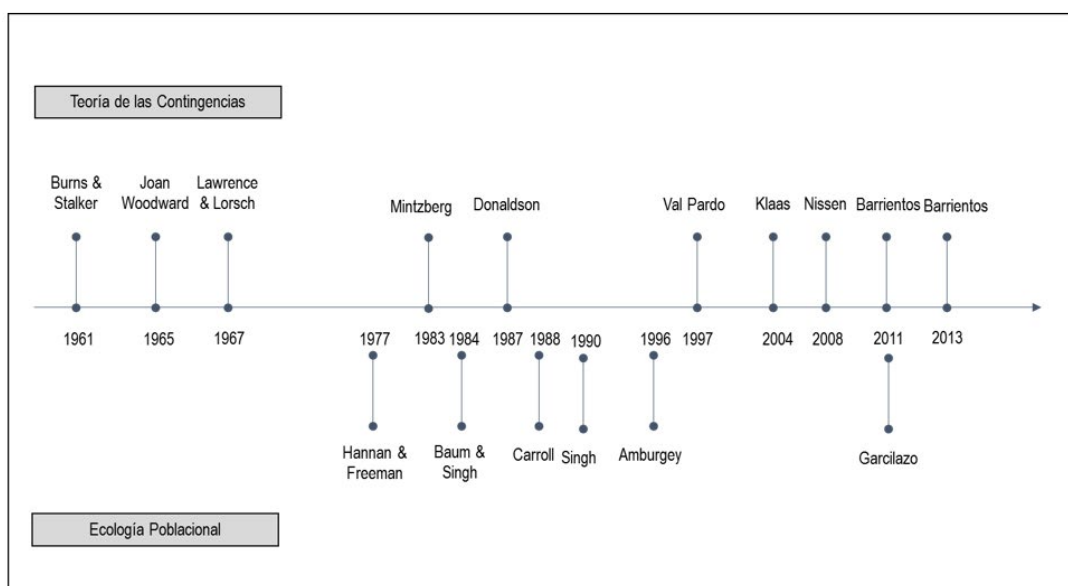 Teoría de las Contingencias
Burns &
Stalker
Joan
Woodward
Lawrence
& Lorsch
Mintzberg
Donaldson
Val Pardo
Klaas
Nissen
Barrientos
Barrientos
1961
1965
1967
1977
1983
1984
1987
1988
1990
1996
1997
2004
2008
2011
2013
Hannan &
Freeman
Baum &
Singh
Carroll
Singh
Amburgey
Garcilazo
Ecología Poblacional